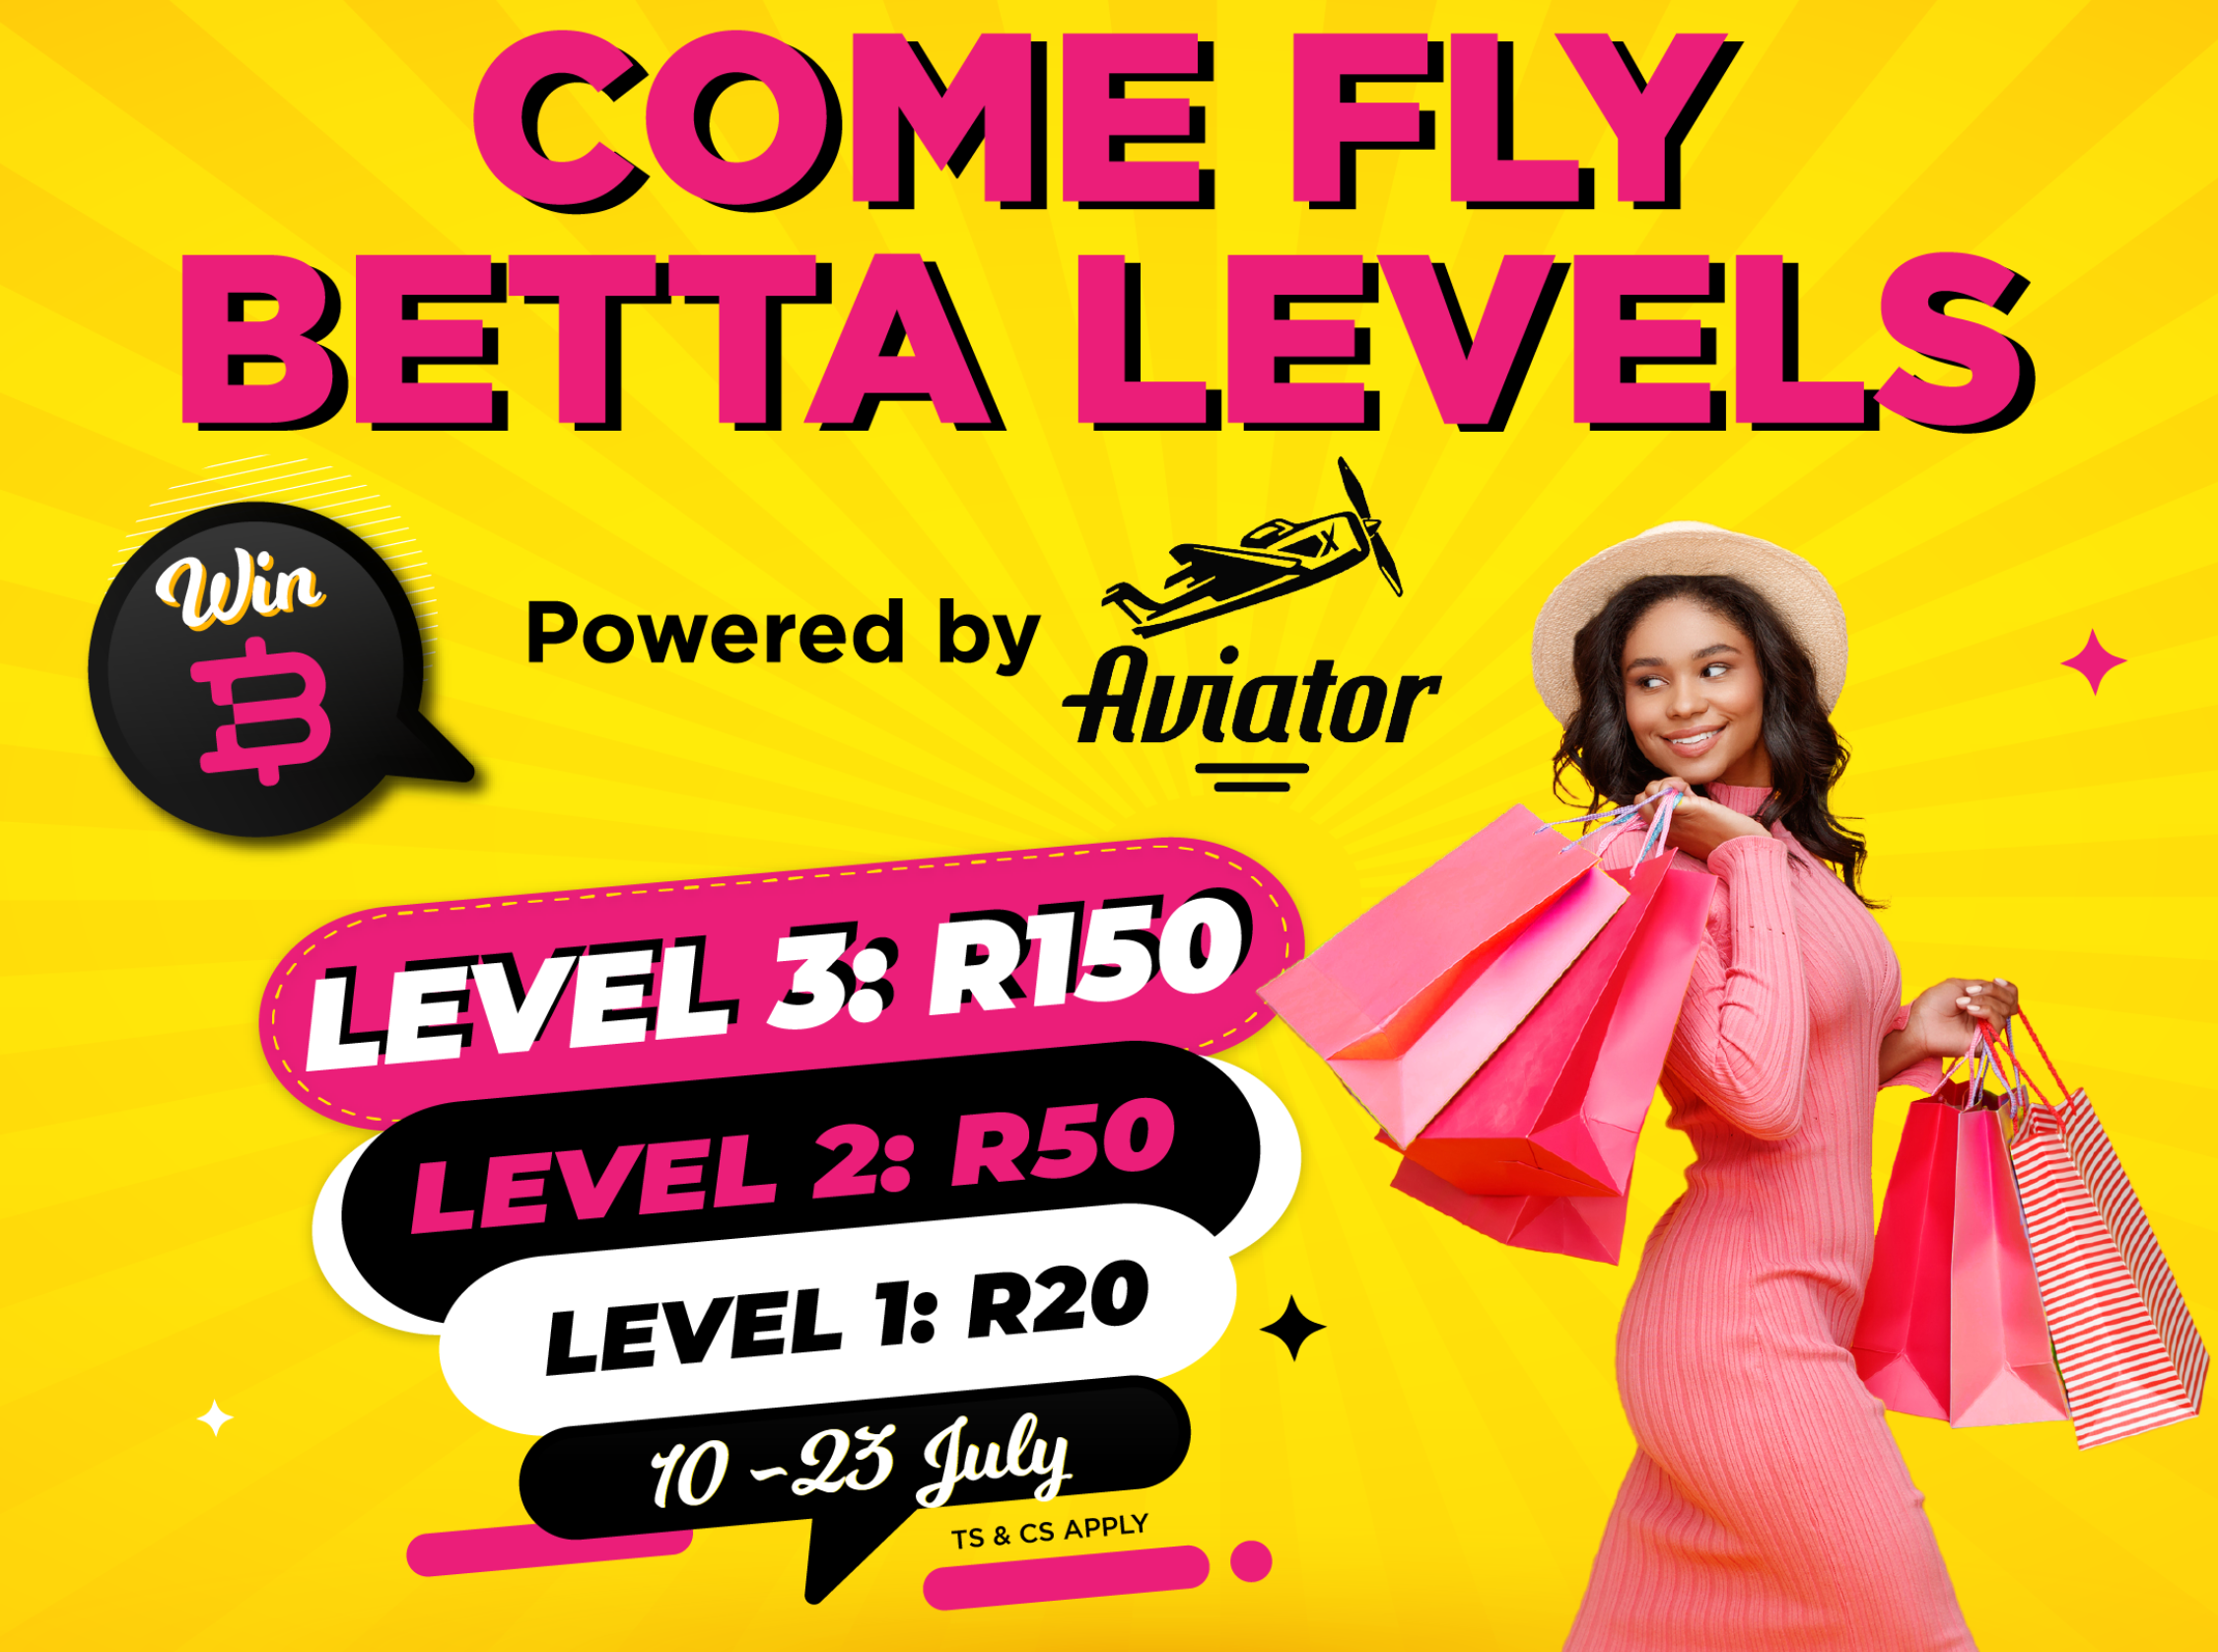 COME FLY
BETTA LEVELS
Win
B
Powered by
Aviator
X
LEVEL 3: R150
LEVEL 2: R50
LEVEL 1: R20
10 - 23 July
TS & CS APPLY